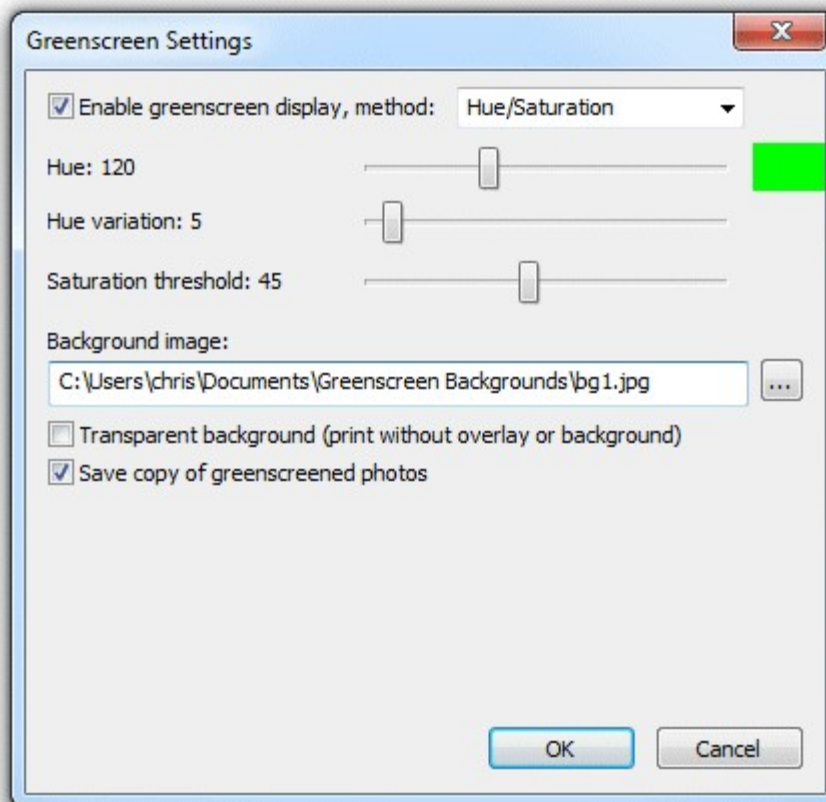 Greenscreen Settings
Enable greenscreen display, method: Hue/Saturation
Hue: 120
Hue variation: 5
Saturation threshold: 45
Background image:
C:\Users\chris\Documents\Greenscreen Backgrounds\bg1.jpg ...
Transparent background (print without overlay or background)
Save copy of greenscreened photos
OK Cancel